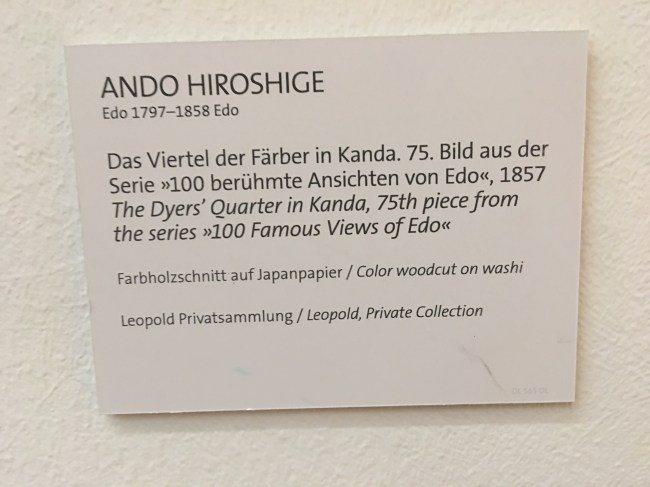 ANDO HIROSHIGE
Edo 1797–1858 Edo
Das Viertel der Färber in Kanda. 75. Bild aus der
Serie »100 berühmte Ansichten von Edo«, 1857
The Dyers’ Quarter in Kanda, 75th piece from
the series »100 Famous Views of Edo«
Farbholzschnitt auf Japanpapier / Color woodcut on washi
Leopold Privatsammlung / Leopold, Private Collection